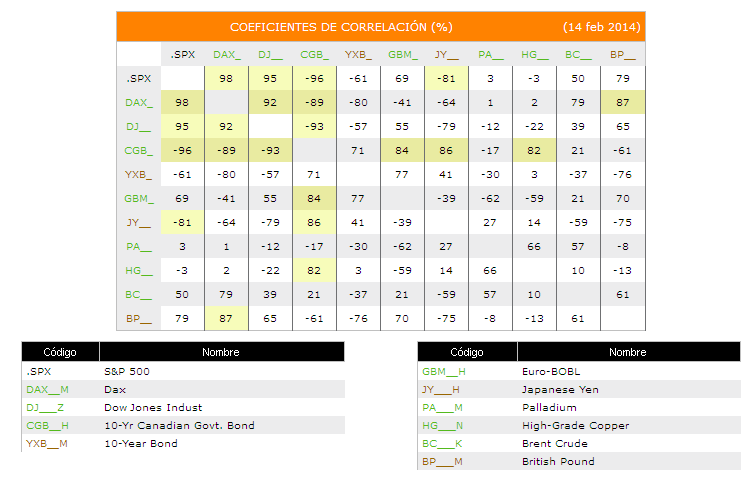 COEFICIENTES DE CORRELACIÓN (%) (14 feb 2014)
.SPX DAX_ DJ__ CGB_ YXB_ GBM_ JY__ PA__ HG__ BC__ BP__
.SPX 98 95 -96 -61 69 -81 3 -3 50 79
DAX_ 98 92 -89 -80 -41 -64 1 2 79 87
DJ__ 95 92 -93 -57 55 -79 -12 -22 39 65
CGB_ -96 -89 -93 71 84 86 -17 82 21 -61
YXB_ -61 -80 -57 71 77 41 -30 3 -37 -76
GBM_ 69 -41 55 84 77 -39 -62 -59 21 70
JY__ -81 -64 -79 86 41 -39 27 14 -59 -75
PA__ 3 1 -12 -17 -30 -62 27 66 57 -8
HG__ -3 2 -22 82 3 -59 14 66 10 -13
BC__ 50 79 39 21 -37 21 -59 57 10 61
BP__ 79 87 65 -61 -76 70 -75 -8 -13 61
Código Nombre
.SPX S&P 500
DAX__M Dax
DJ___Z Dow Jones Indust
CGB__H 10-Yr Canadian Govt. Bond
YXB__M 10-Year Bond
Código Nombre
GBM__H Euro-BOBL
JY___H Japanese Yen
PA___M Palladium
HG___N High-Grade Copper
BC___K Brent Crude
BP___M British Pound